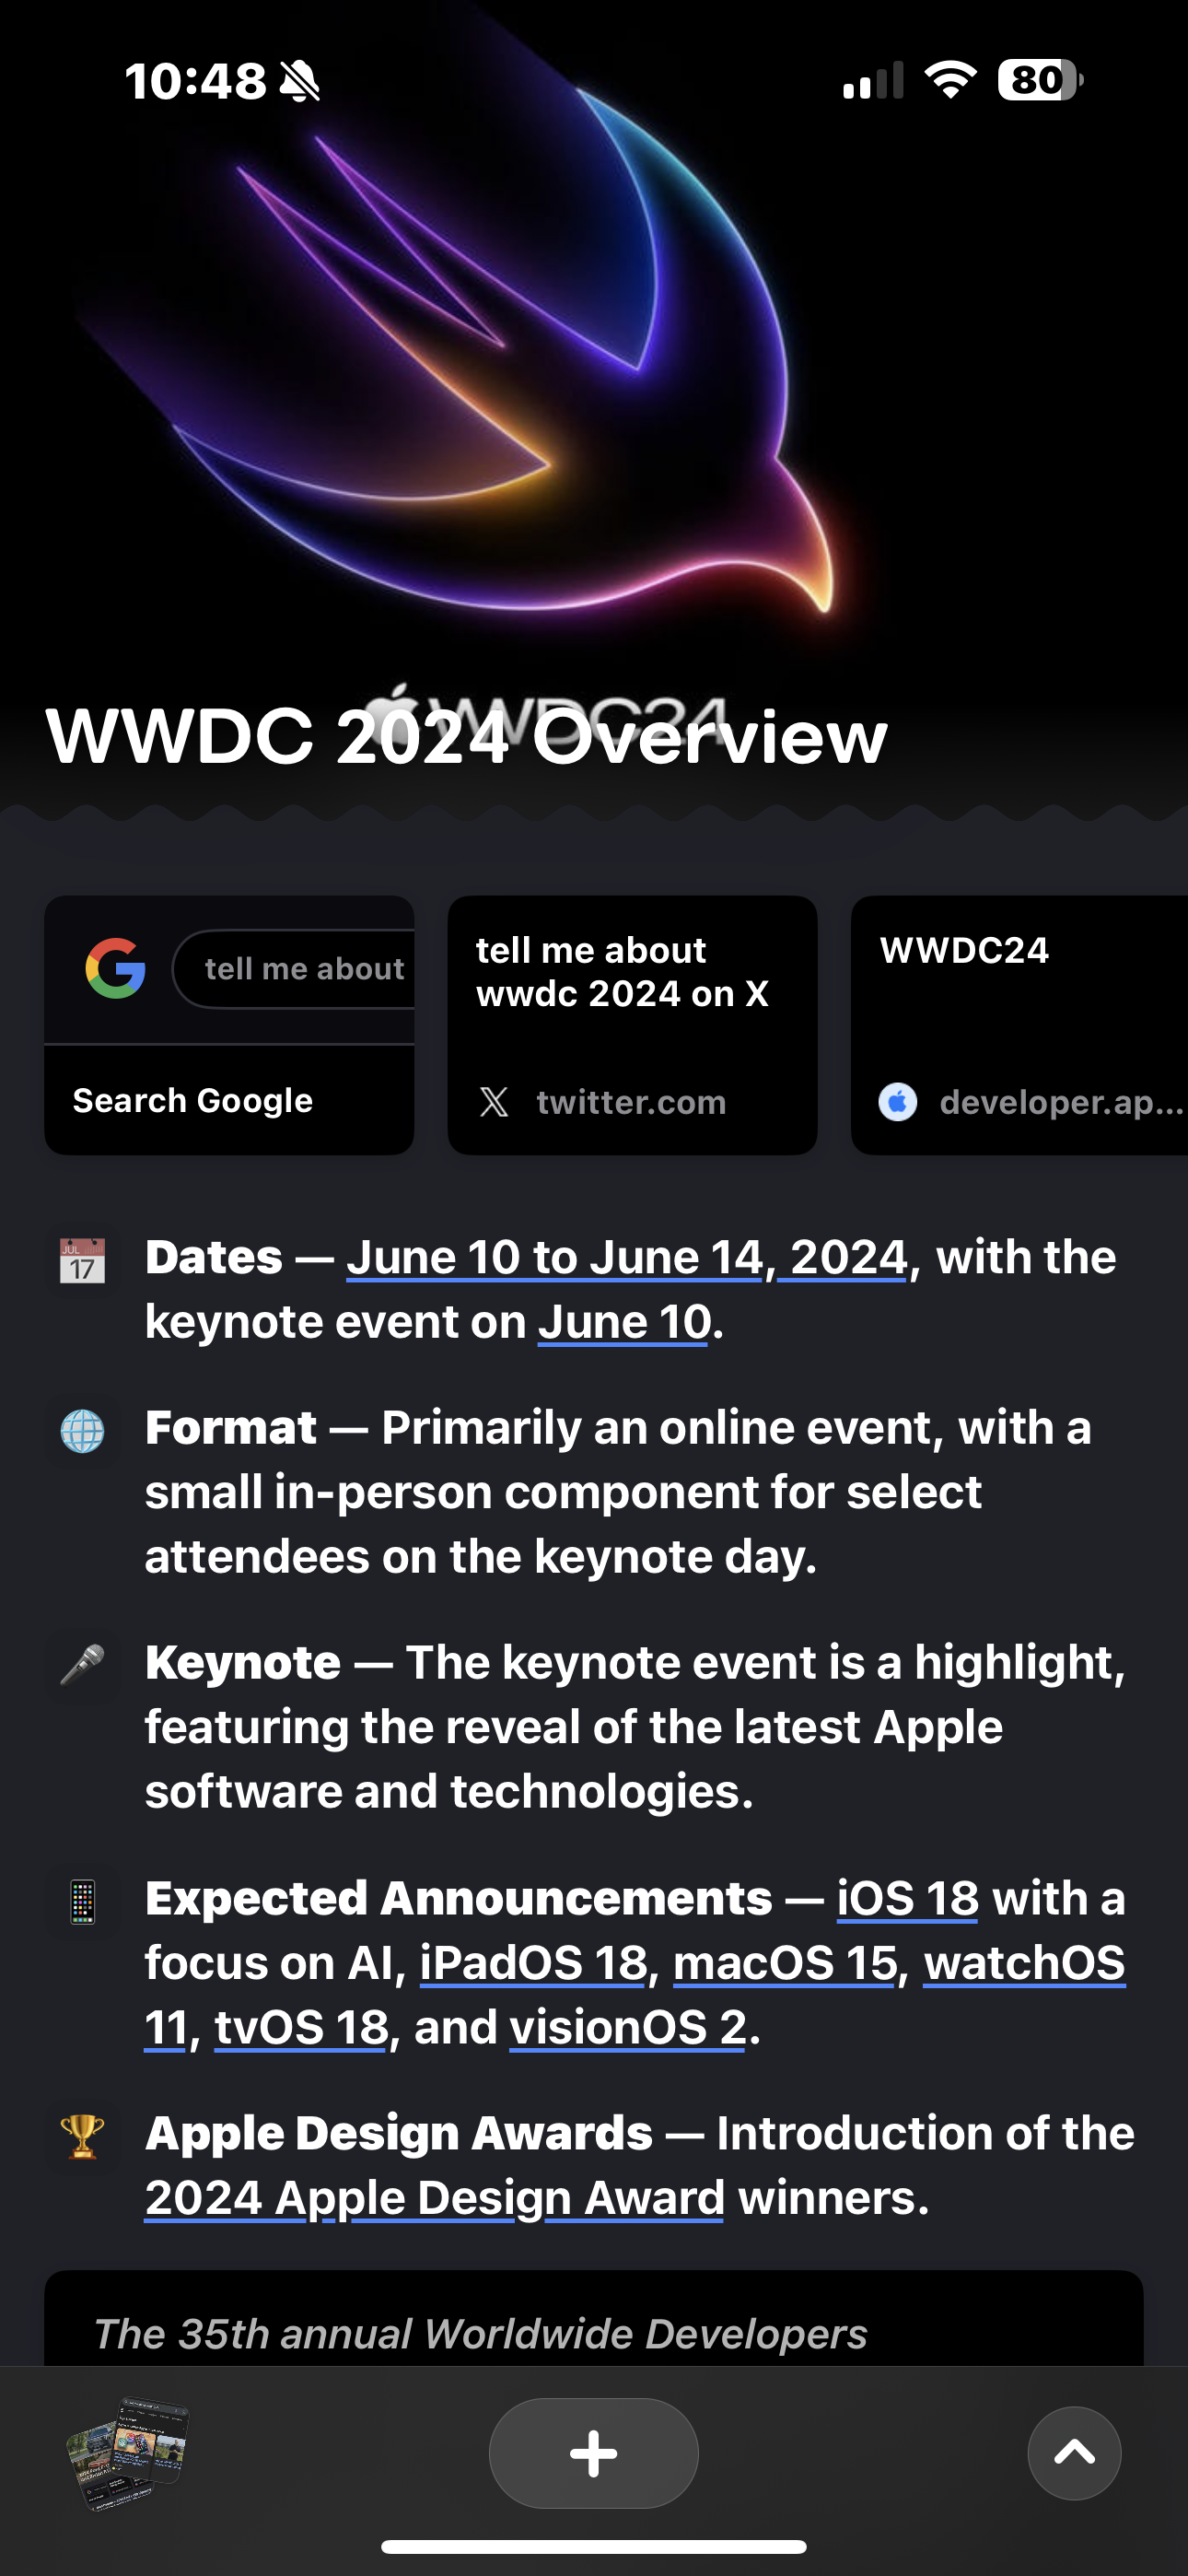 10:48
80
WWDC24
WWDC 2024 Overview
tell me about
Search Google
tell me about
wwdc 2024 on X
twitter.com
WWDC24
developer.ap...
JUL
17
Dates — June 10 to June 14, 2024, with the
keynote event on June 10.
Format — Primarily an online event, with a
small in-person component for select
attendees on the keynote day.
Keynote — The keynote event is a highlight,
featuring the reveal of the latest Apple
software and technologies.
Expected Announcements — iOS 18 with a
focus on AI, iPadOS 18, macOS 15, watchOS
11, tvOS 18, and visionOS 2.
Apple Design Awards — Introduction of the
2024 Apple Design Award winners.
The 35th annual Worldwide Developers